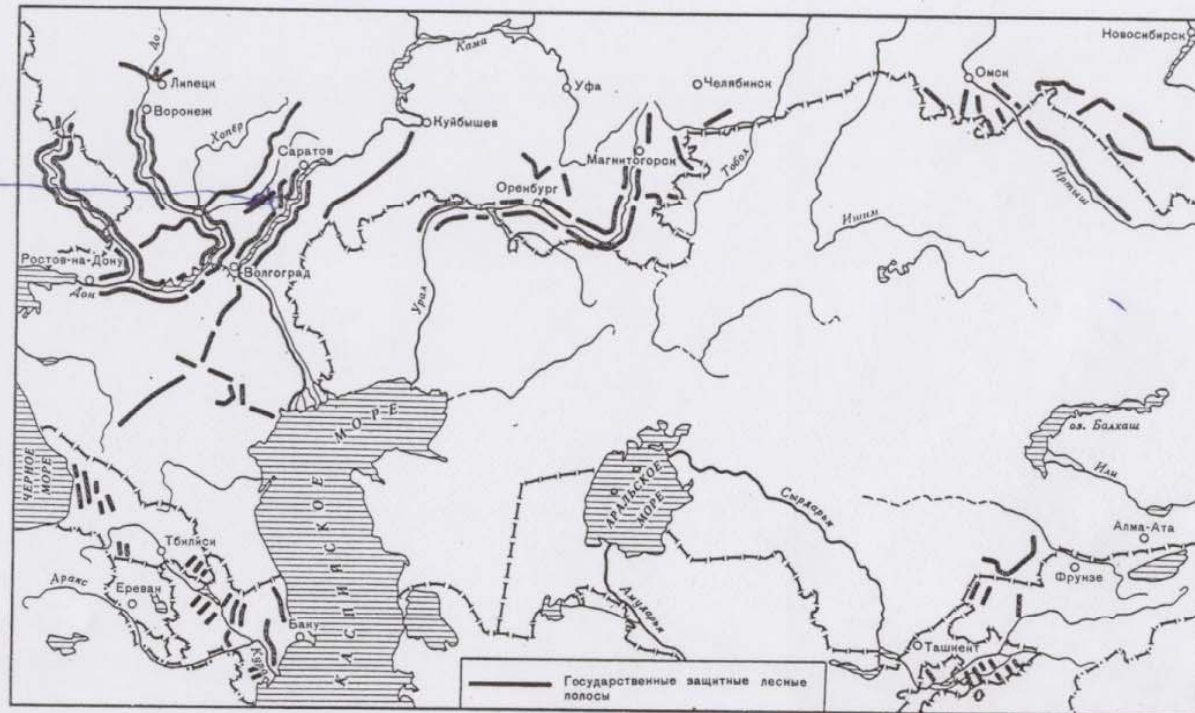 Новосибирск
Кама
Омск
До
Липецк
Уфа
Челябинск
Воронеж
Хопёр
Куйбышев
Саратов
Магнитогорск
Тобол
Иртыш
Оренбург
Ишим
Ростов-на-Дону
Волгоград
Дон
Урал
МОРЕ
оз. Балхаш
ЧЕРНОЕ
МОРЕ
Или
АРАЛЬСКОЕ
МОРЕ
Сырдарья
Алма-Ата
КАСПИЙСКОЕ
Тбилиси
Фрунзе
Аракс
Ереван
Амударья
Баку
Кура
Ташкент
Государственные защитные лесные
полосы